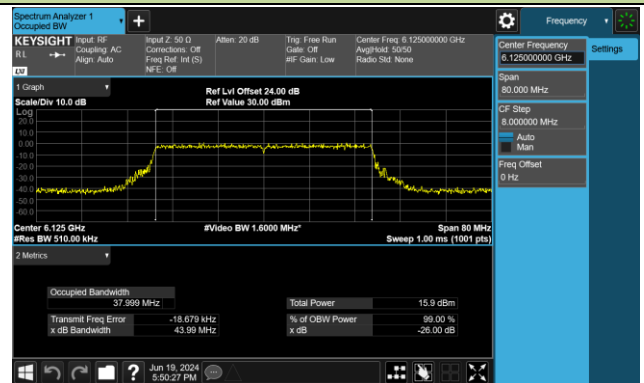 Spectrum Analyzer 1
Occupied BW
Frequency
KEYSIGHT
RL
LXI
Input: RF
Coupling: AC
Align: Auto
Input Z: 50 Ω
Corrections: Off
Freq Ref: Int (S)
NFE: Off
Atten: 20 dB
Trig: Free Run
Gate: Off
#IF Gain: Low
Center Freq: 6.125000000 GHz
Avg|Hold: 50/50
Radio Std: None
Center Frequency
6.125000000 GHz
Settings
Span
80.000 MHz
CF Step
8.000000 MHz
Auto
Man
Freq Offset
0 Hz
1 Graph
Scale/Div 10.0 dB
Ref Lvl Offset 24.00 dB
Ref Value 30.00 dBm
Log
20.0
10.0
0.00
-10.0
-20.0
-30.0
-40.0
-50.0
-60.0
Center 6.125 GHz
#Res BW 510.00 kHz
#Video BW 1.6000 MHz*
Span 80 MHz
Sweep 1.00 ms (1001 pts)
2 Metrics
Occupied Bandwidth
37.999 MHz
Total Power 15.9 dBm
Transmit Freq Error -18.679 kHz
% of OBW Power 99.00 %
x dB Bandwidth 43.99 MHz
x dB -26.00 dB
?
Jun 19, 2024
5:50:27 PM